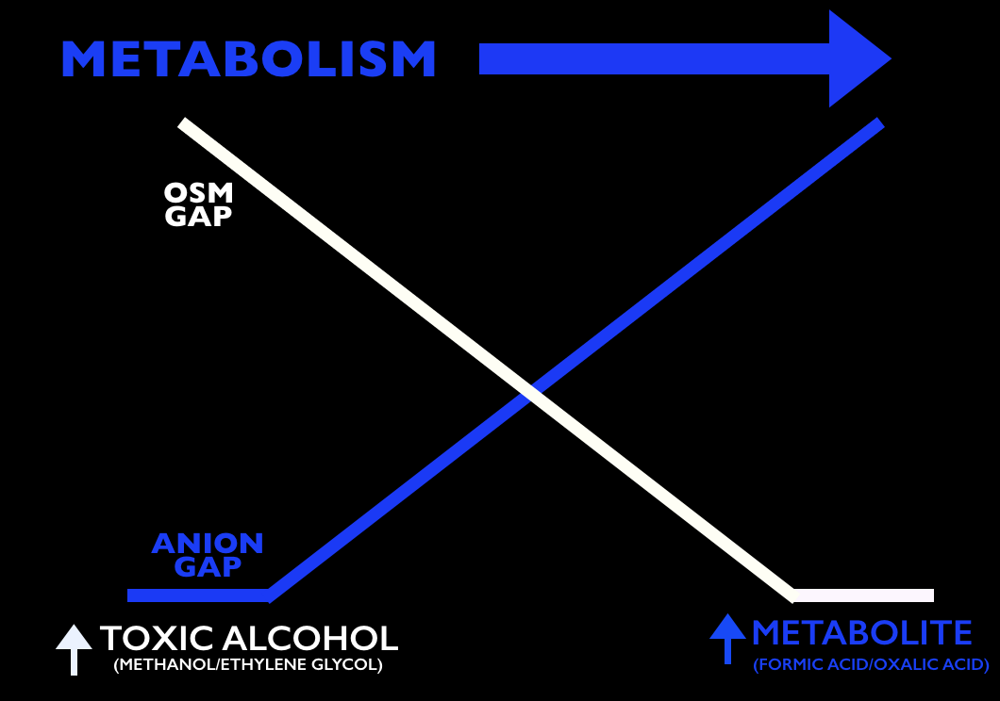 METABOLISM
OSM
GAP
ANION
GAP
TOXIC ALCOHOL
(METHANOL/ETHYLENE GLYCOL)
METABOLITE
(FORMIC ACID/OXALIC ACID)